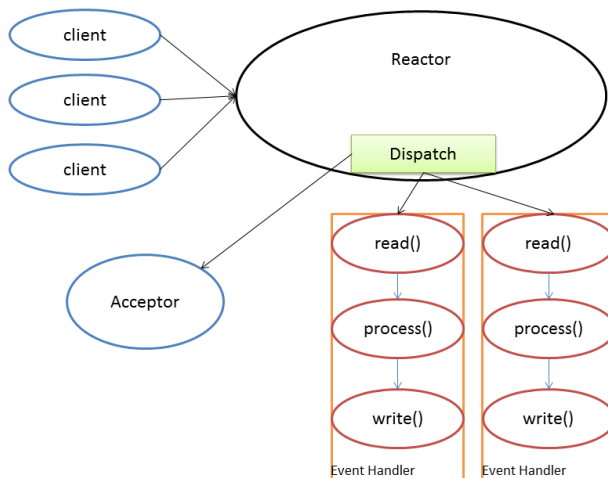 client
client
client
Reactor
Dispatch
Acceptor
read()
process()
write()
Event Handler
read()
process()
write()
Event Handler